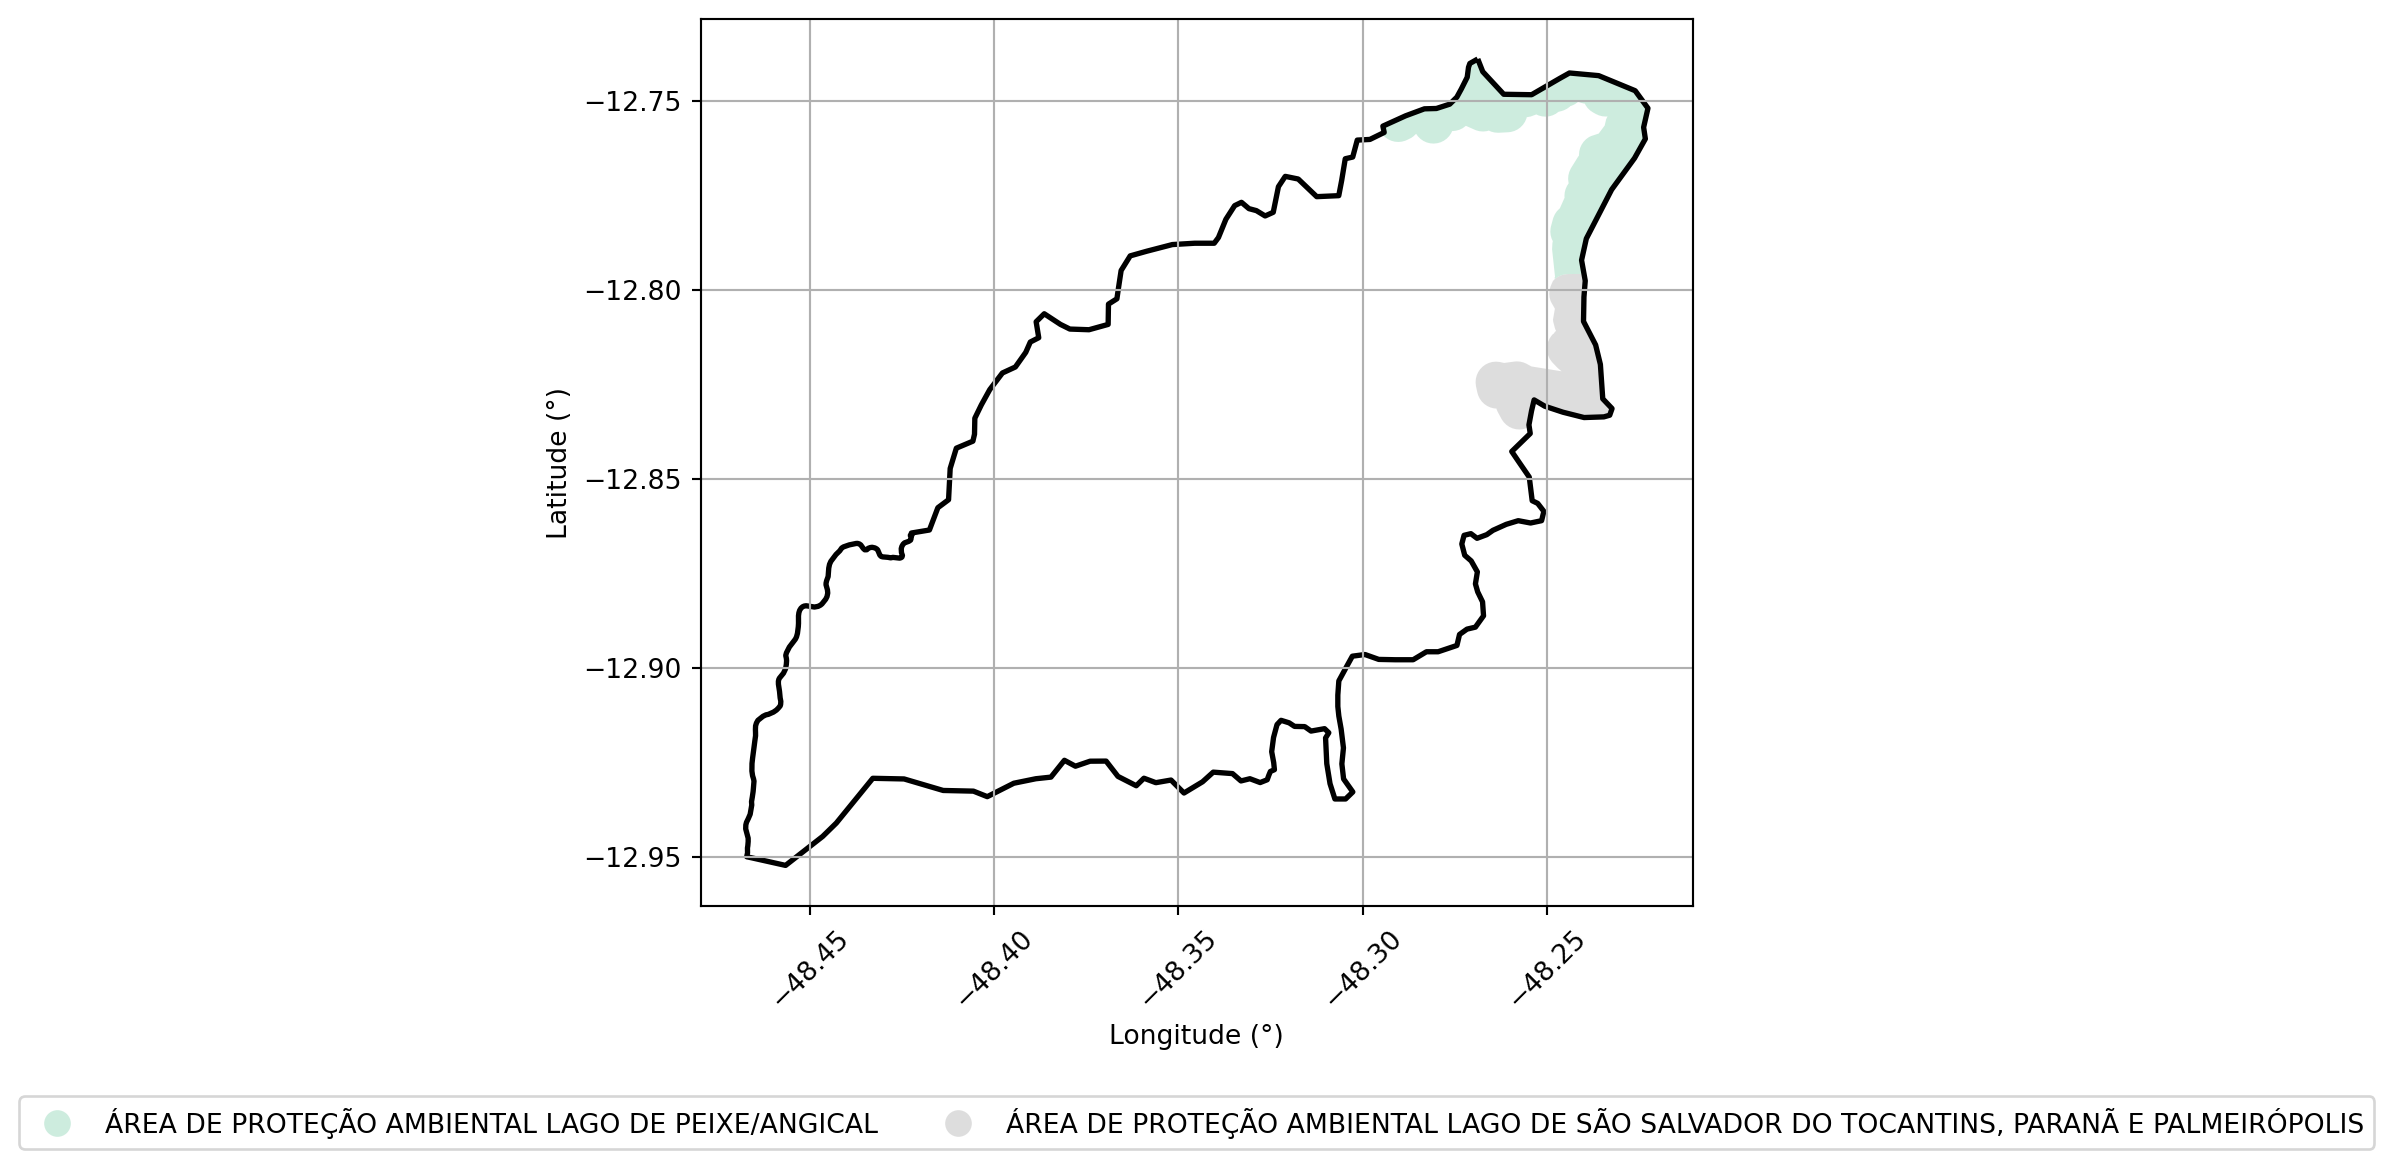 −12.75
−12.80
−12.85
−12.90
−12.95
Latitude (°)
−48.45
−48.40
−48.35
−48.30
−48.25
Longitude (°)
ÁREA DE PROTEÇÃO AMBIENTAL LAGO DE PEIXE/ANGICAL
ÁREA DE PROTEÇÃO AMBIENTAL LAGO DE SÃO SALVADOR DO TOCANTINS, PARANÃ E PALMEIRÓPOLIS